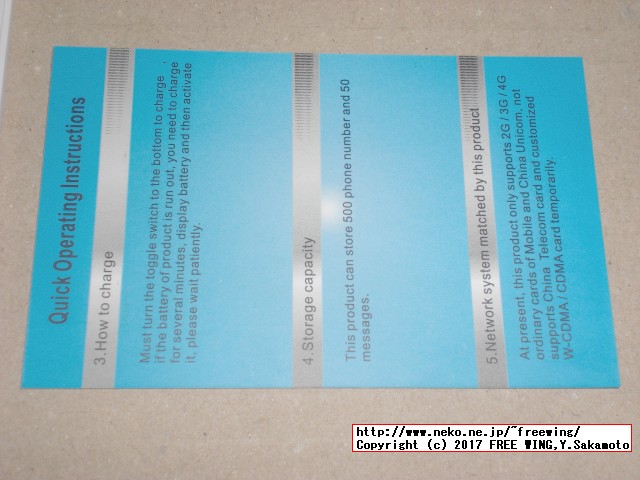 Quick Operating Instructions
3.How to charge
Must turn the toggle switch to the bottom to charge
if the battery of product is run out, you need to charge
for several minutes, display battery and then activate
it, please wait patiently.
4.Storage capacity
This product can store 500 phone number and 50
messages.
5.Network system matched by this product
At present, this product only supports 2G / 3G / 4G
ordinary cards of Mobile and China Unicom, not
supports China Telecom card and customized
W-CDMA / CDMA card temporarily.
http://www.neko.ne.jp/~freewing/
Copyright (c) 2017 FREE WING,Y.Sakamoto